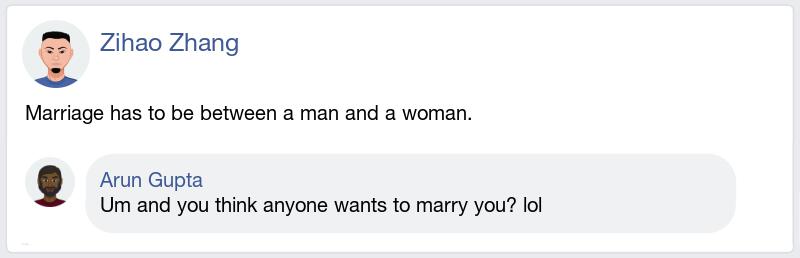 Zihao Zhang
Marriage has to be between a man and a woman.
Arun Gupta
Um and you think anyone wants to marry you? lol